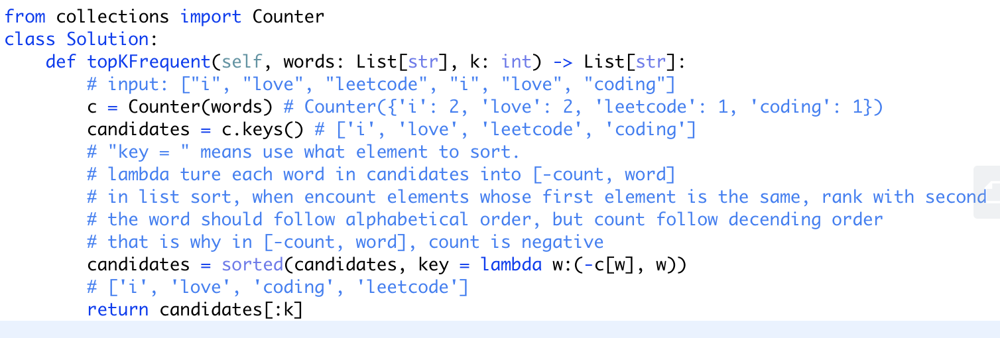 from collections import Counter
class Solution:
    def topKFrequent(self, words: List[str], k: int) -> List[str]:
        # input: ["i", "love", "leetcode", "i", "love", "coding"]
        c = Counter(words) # Counter({'i': 2, 'love': 2, 'leetcode': 1, 'coding': 1})
        candidates = c.keys() # ['i', 'love', 'leetcode', 'coding']
        # "key = " means use what element to sort.
        # lambda ture each word in candidates into [-count, word]
        # in list sort, when encount elements whose first element is the same, rank with second
        # the word should follow alphabetical order, but count follow decending order
        # that is why in [-count, word], count is negative
        candidates = sorted(candidates, key = lambda w:(-c[w], w))
        # ['i', 'love', 'coding', 'leetcode']
        return candidates[:k]